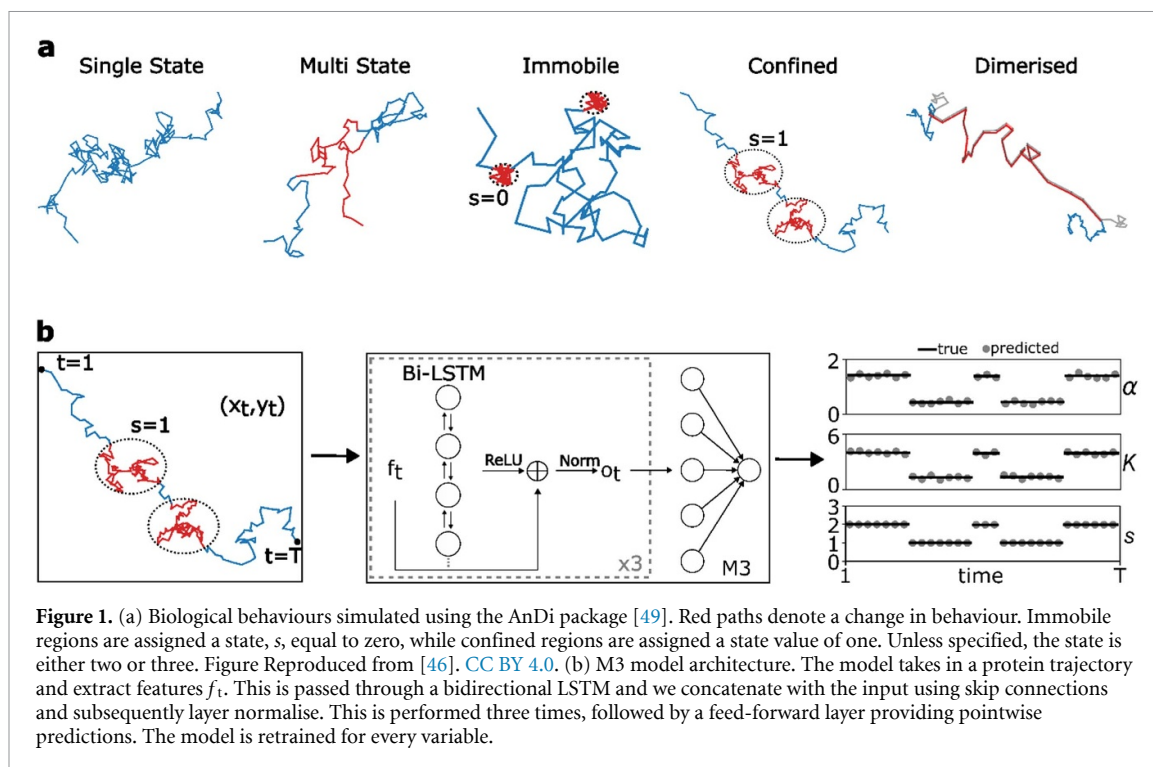 a
Single State Multi State Immobile Confined Dimerised
s=1
s=0
b
t=1
(xt,yt)
s=1
t=T
Bi-LSTM
ft
ReLU
⊕
Norm
ot
x3
M3
true predicted
2
0
α
6
0
K
3
2
1
0
s
1 time T
Figure 1. (a) Biological behaviours simulated using the AnDi package [49]. Red paths denote a change in behaviour. Immobile
regions are assigned a state, s, equal to zero, while confined regions are assigned a state value of one. Unless specified, the state is
either two or three. Figure Reproduced from [46]. CC BY 4.0. (b) M3 model architecture. The model takes in a protein trajectory
and extract features ft. This is passed through a bidirectional LSTM and we concatenate with the input using skip connections
and subsequently layer normalise. This is performed three times, followed by a feed-forward layer providing pointwise
predictions. The model is retrained for every variable.